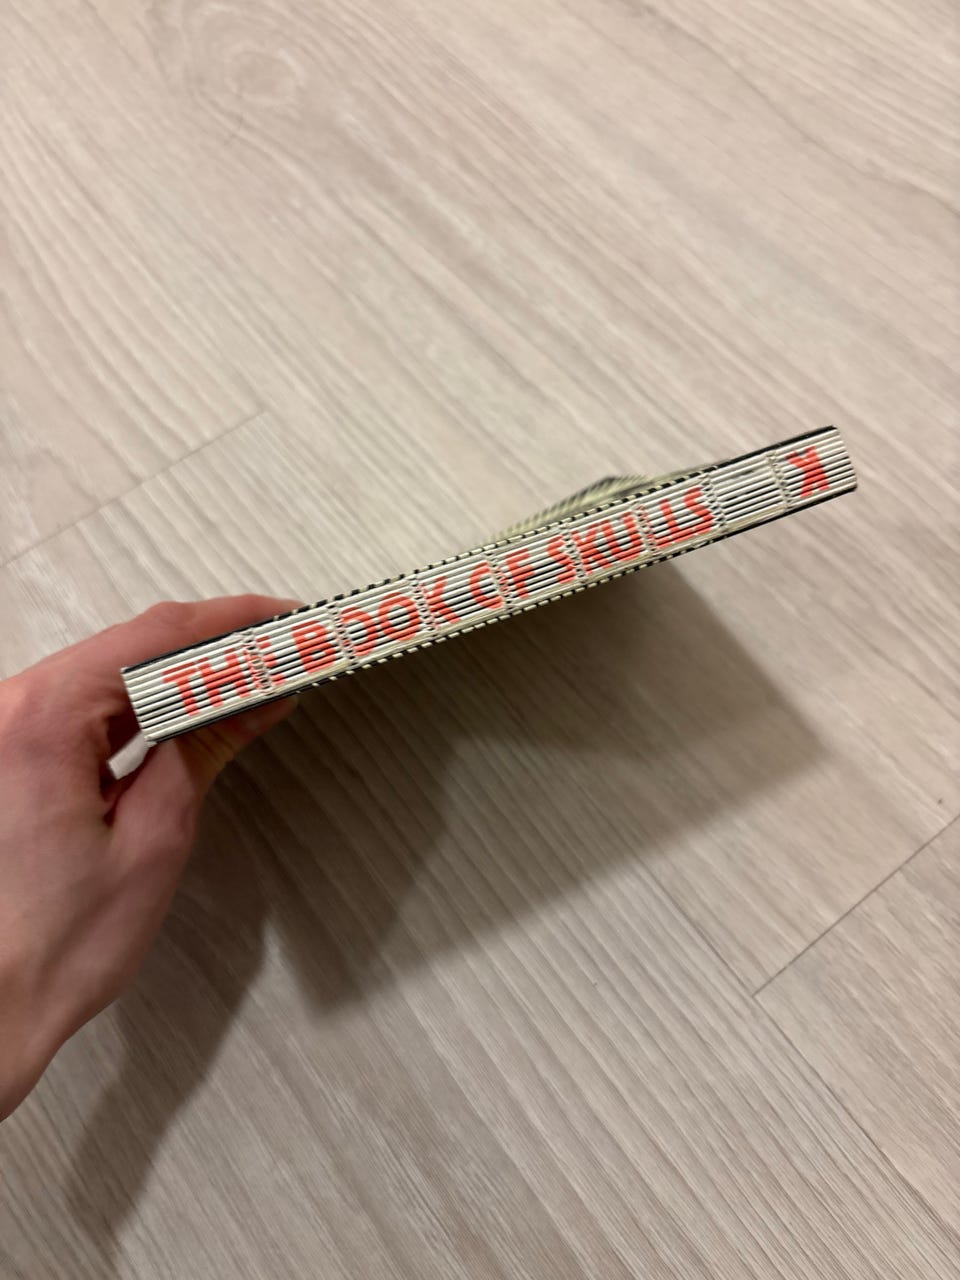 THE BOOK OF SKULLS K